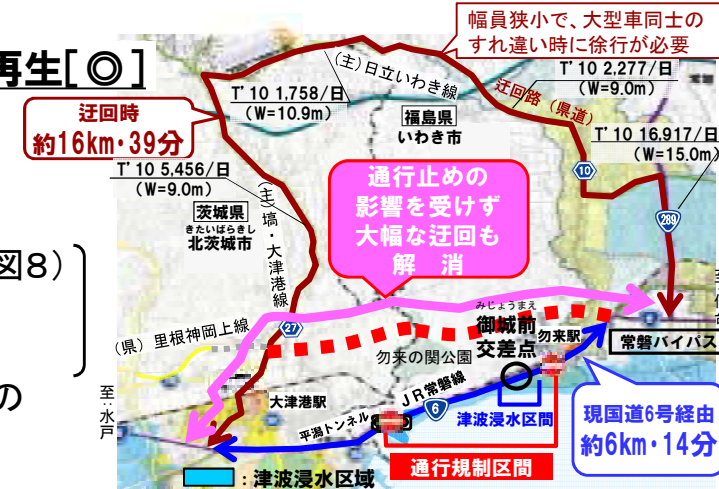 再生[◎]
幅員狭小で、大型車同士の
すれ違い時に徐行が必要
(主)日立いわき線
T'10 1,758/日
(W=10.9m)
迂回路(県道)
T'10 2,277/日
(W=9.0m)
迂回時
約16km・39分
福島県
いわき市
T'10 16,917/日
(W=15.0m)
T'10 5,456/日
(W=9.0m)
10
289
通行止めの
影響を受けず
大幅な迂回も
解 消
茨城県
きたいばらきし
北茨城市
(主)塙・大津港線
図8)
みじょうまえ
御城前
交差点
勿来駅
27
(県)里根神岡上線
勿来の関公園
常磐バイパス
至水戸
大津港駅
JR常磐線
6
平潟トンネル
津波浸水区間
現国道6号経由
約6km・14分
の
通行規制区間
:津波浸水区域